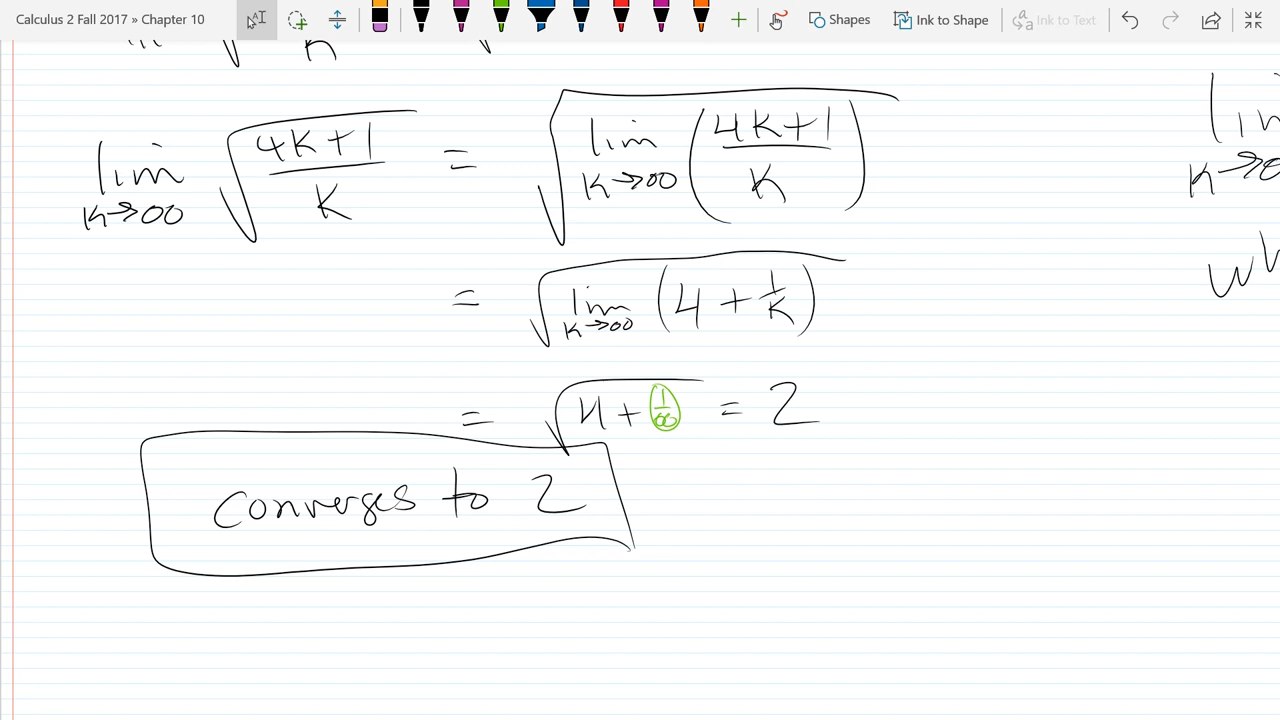 Calculus 2 Fall 2017 » Chapter 10
Shapes
Ink to Shape
Ink to Text
K
lim K→∞ √((4K+1)/K) = √(lim K→∞ ((4K+1)/K))
= √(lim K→∞ (4 + 1/K))
= √(4 + 1/∞) = 2
converges to 2